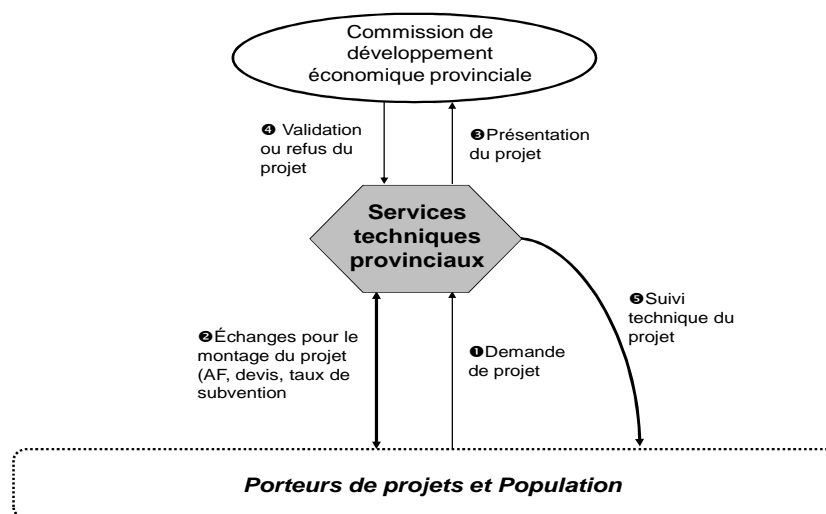 Commission de
développement
économique provinciale
❹ Validation
ou refus du
projet
❸Présentation
du projet
Services
techniques
provinciaux
❺Suivi
technique du
projet
❷Échanges pour le
montage du projet
(AF, devis, taux de
subvention
❶Demande
de projet
Porteurs de projets et Population